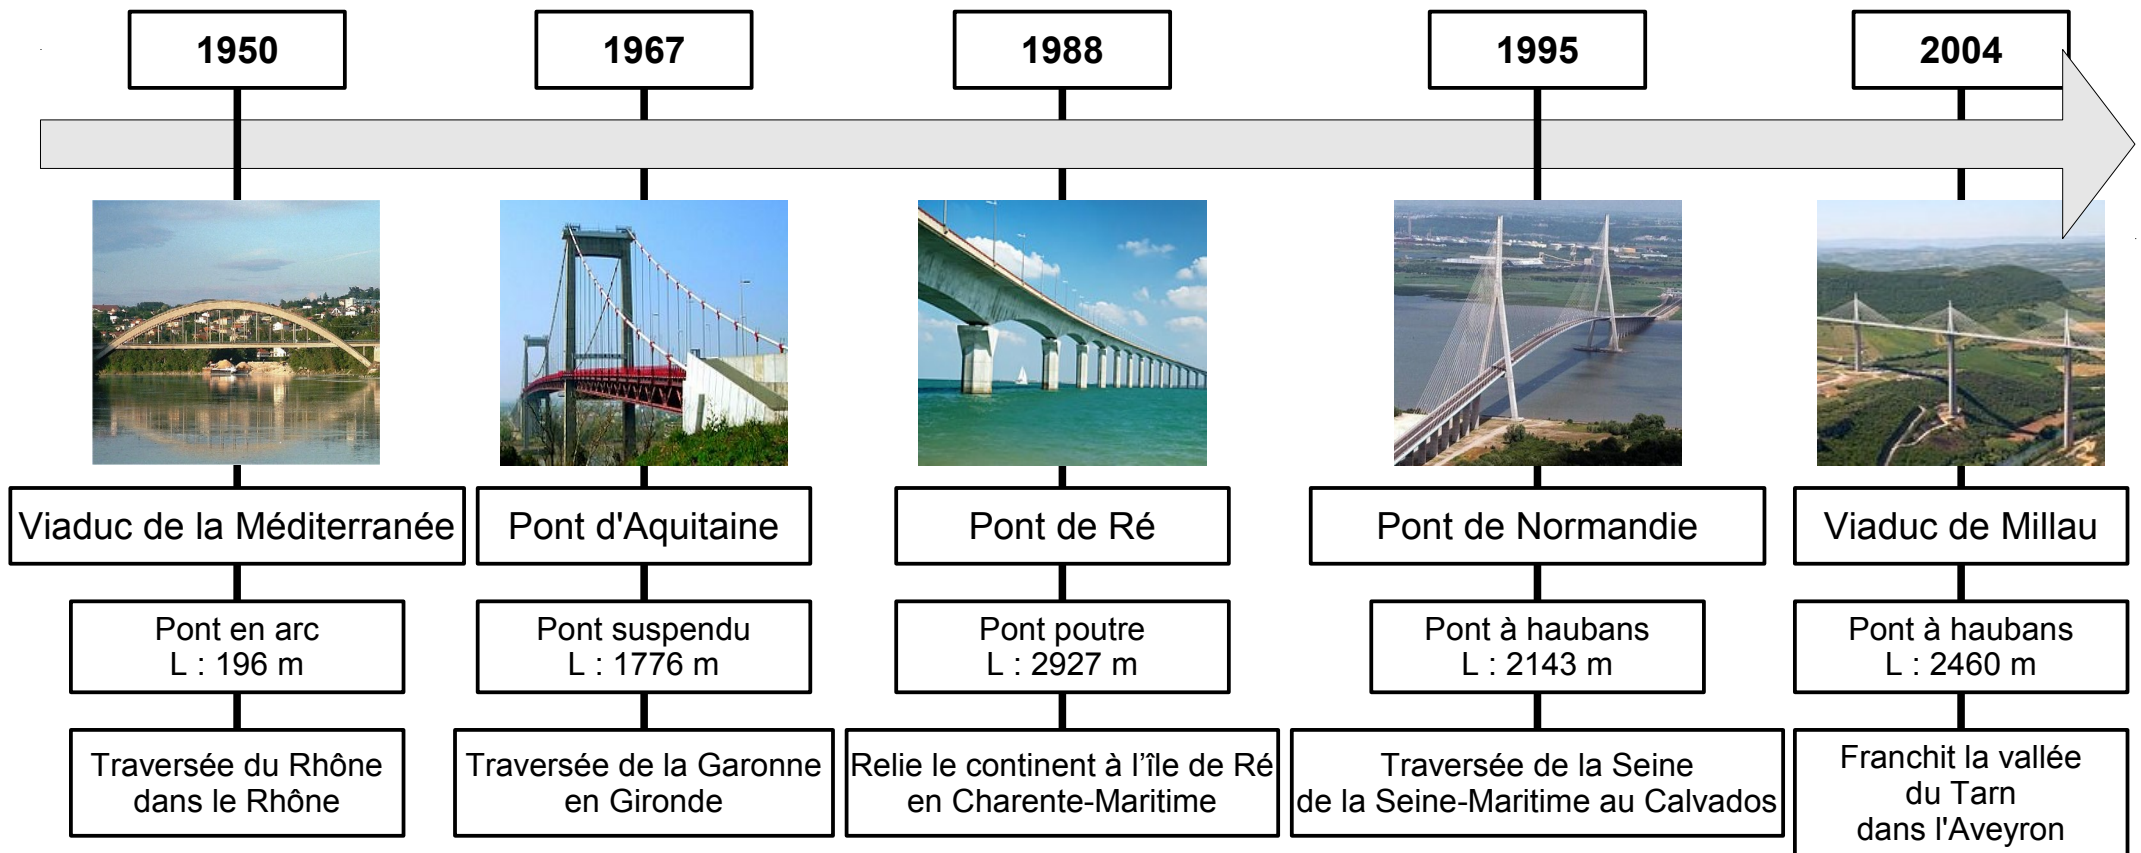 1950
1967
1988
1995
2004
Viaduc de la Méditerranée
Pont d'Aquitaine
Pont de Ré
Pont de Normandie
Viaduc de Millau
Pont en arc
L : 196 m
Pont suspendu
L : 1776 m
Pont poutre
L : 2927 m
Pont à haubans
L : 2143 m
Pont à haubans
L : 2460 m
Traversée du Rhône
dans le Rhône
Traversée de la Garonne
en Gironde
Relie le continent à l’île de Ré
en Charente-Maritime
Traversée de la Seine
de la Seine-Maritime au Calvados
Franchit la vallée
du Tarn
dans l'Aveyron